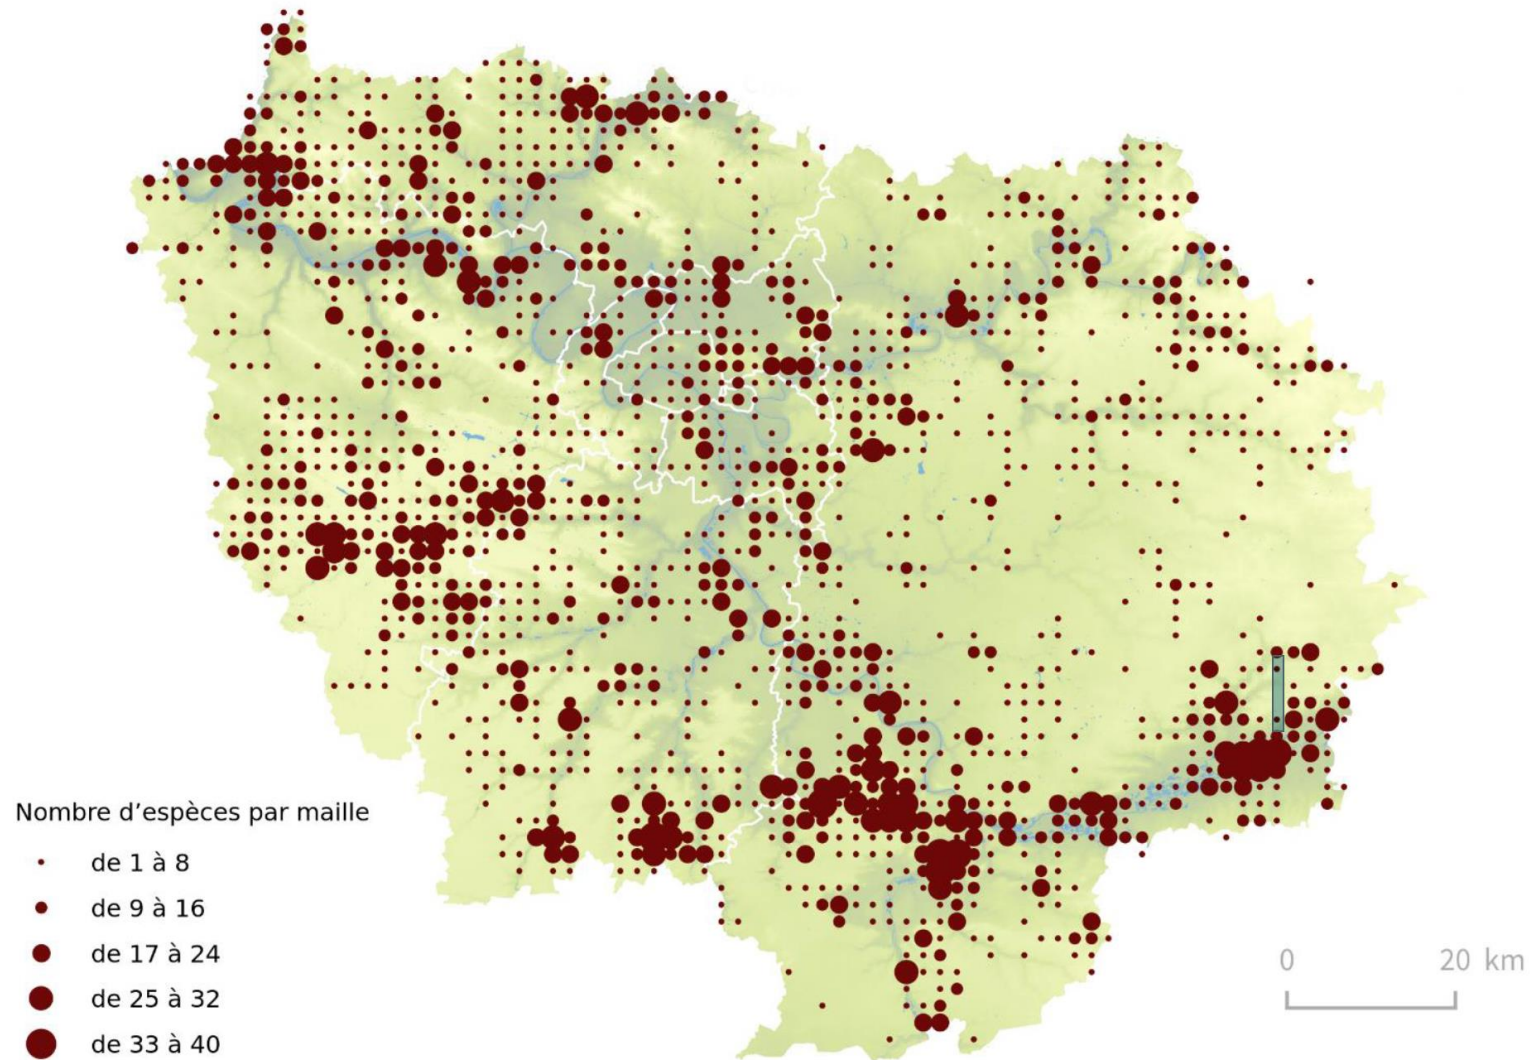 Nombre d’espèces par maille
de 1 à 8
de 9 à 16
de 17 à 24
de 25 à 32
de 33 à 40
0 20 km